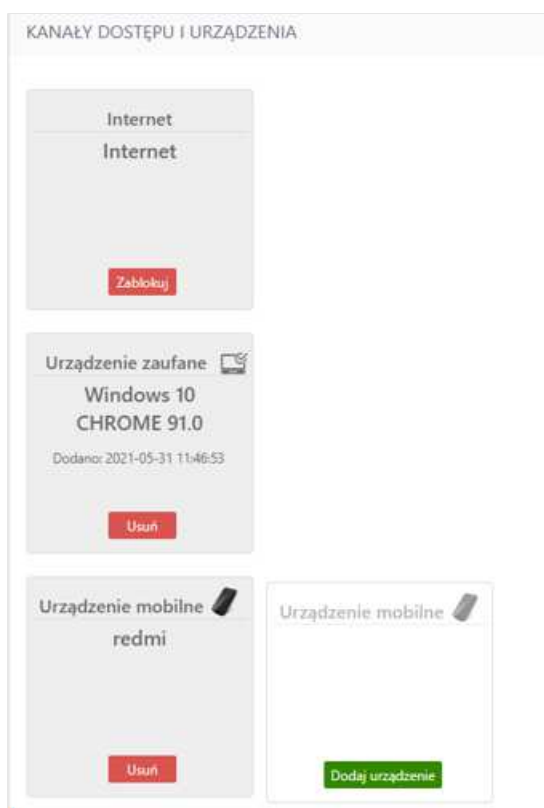 KANAŁY DOSTĘPU I URZĄDZENIA
Internet
Internet
Zablokuj
Urządzenie zaufane
Windows 10
CHROME 91.0
Dodano: 2021-05-31 11:46:53
Usuń
Urządzenie mobilne
redmi
Usuń
Urządzenie mobilne
Dodaj urządzenie